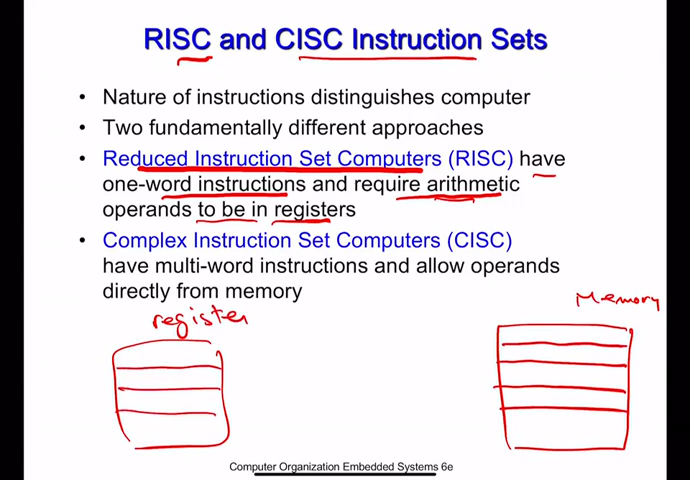 RISC and CISC Instruction Sets
• Nature of instructions distinguishes computer
• Two fundamentally different approaches
• Reduced Instruction Set Computers (RISC) have
one-word instructions and require arithmetic
operands to be in registers
• Complex Instruction Set Computers (CISC)
have multi-word instructions and allow operands
directly from memory
Memory
register
Computer Organization Embedded Systems 6e